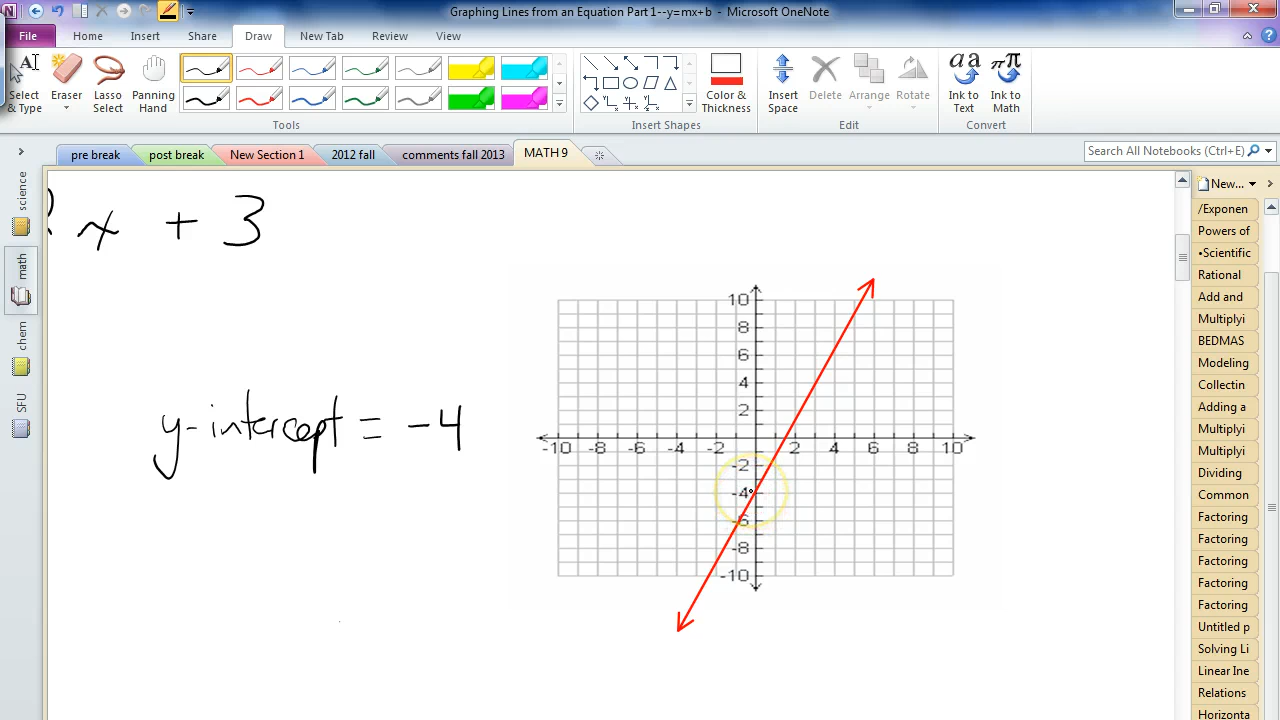 Graphing Lines from an Equation Part 1--y=mx+b - Microsoft OneNote
File Home Insert Share Draw New Tab Review View
Select & Type
Eraser
Lasso Select
Panning Hand
Color & Thickness
Insert Space
Delete
Arrange
Rotate
Ink to Text
Ink to Math
Tools Insert Shapes Edit Convert
pre break post break New Section 1 2012 fall comments fall 2013 MATH 9
Search All Notebooks (Ctrl+E)
science
math
chem
SFU
x + 3
y-intercept = -4
10
8
6
4
2
-10 -8 -6 -4 -2 2 4 6 8 10
-2
-4
-6
-8
-10
New...
/Exponen
Powers of
•Scientific
Rational
Add and
Multiplyi
BEDMAS
Modeling
Collectin
Adding a
Multiplyi
Multiplyi
Dividing
Common
Factoring
Factoring
Factoring
Factoring
Factoring
Untitled p
Solving Li
Linear Ine
Relations
Horizonta